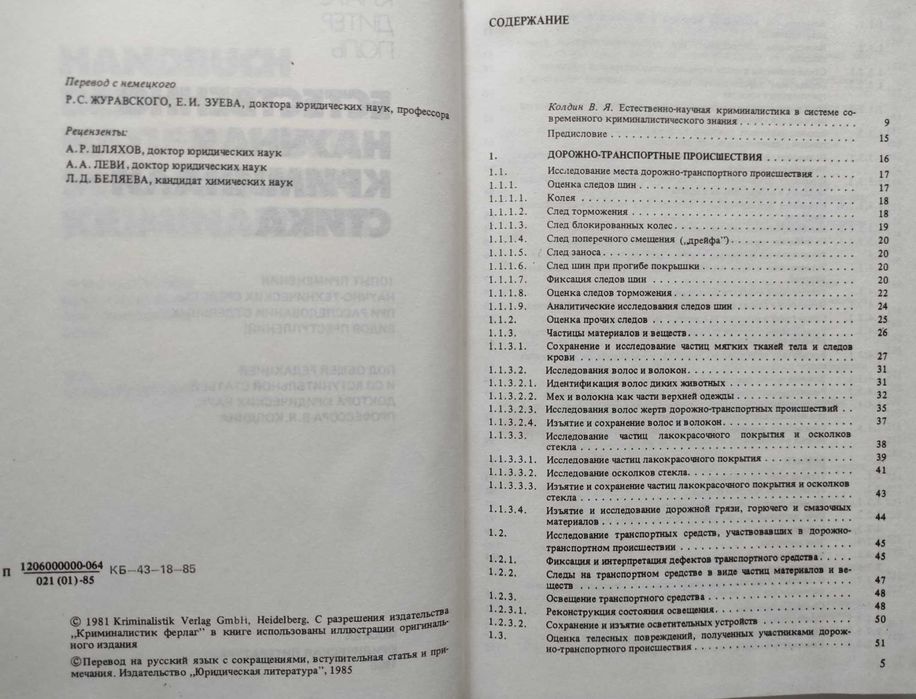 Перевод с немецкого
Р.С. ЖУРАВСКОГО, Е.И. ЗУЕВА, доктора юридических наук, профессора
Рецензенты:
А.Р. ШЛЯХОВ, доктор юридических наук
А.А. ЛЕВИ, доктор юридических наук
Л.Д. БЕЛЯЕВА, кандидат химических наук
П 1206000000-064
021 (01)-85 КБ—43—18—85
© 1981 Kriminalistik Verlag GmbH, Heidelberg. С разрешения издательства
„Криминалистик ферлаг" в книге использованы иллюстрации оригиналь-
ного издания
©Перевод на русский язык с сокращениями, вступительная статья и при-
мечания. Издательство „Юридическая литература", 1985
СОДЕРЖАНИЕ
Колдин В. Я. Естественно-научная криминалистика в системе со-
временного криминалистического знания . . . . . . . . . . . . . . . . 9
Предисловие . . . . . . . . . . . . . . . . . . . . . . . . . . . . . . 15
1. ДОРОЖНО-ТРАНСПОРТНЫЕ ПРОИСШЕСТВИЯ . . . . . . . . . . . . 16
1.1. Исследование места дорожно-транспортного происшествия . . . . . . 17
1.1.1. Оценка следов шин . . . . . . . . . . . . . . . . . . . . . . . . 17
1.1.1.1. Колея . . . . . . . . . . . . . . . . . . . . . . . . . . . . . 18
1.1.1.2. След торможения . . . . . . . . . . . . . . . . . . . . . . . . 18
1.1.1.3. След блокированных колес . . . . . . . . . . . . . . . . . . . . 19
1.1.1.4. След поперечного смещения („дрейфа") . . . . . . . . . . . . . . 20
1.1.1.5. След заноса . . . . . . . . . . . . . . . . . . . . . . . . . . 20
1.1.1.6. След шин при прогибе покрышки . . . . . . . . . . . . . . . . . 20
1.1.1.7. Фиксация следов шин . . . . . . . . . . . . . . . . . . . . . . 20
1.1.1.8. Оценка следов торможения . . . . . . . . . . . . . . . . . . . . 22
1.1.1.9. Аналитические исследования следов шин . . . . . . . . . . . . . 24
1.1.2. Оценка прочих следов . . . . . . . . . . . . . . . . . . . . . . . 25
1.1.3. Частицы материалов и веществ . . . . . . . . . . . . . . . . . . . 26
1.1.3.1. Сохранение и исследование частиц мягких тканей тела и следов
крови . . . . . . . . . . . . . . . . . . . . . . . . . . . . . . . . . 27
1.1.3.2. Исследования волос и волокон . . . . . . . . . . . . . . . . . . 31
1.1.3.2.1. Идентификация волос диких животных . . . . . . . . . . . . . . 31
1.1.3.2.2. Мех и волокна как части верхней одежды . . . . . . . . . . . . 32
1.1.3.2.3. Исследования волос жертв дорожно-транспортных происшествий . . 35
1.1.3.2.4. Изъятие и сохранение волос и волокон . . . . . . . . . . . . . 37
1.1.3.3. Исследование частиц лакокрасочного покрытия и осколков
стекла . . . . . . . . . . . . . . . . . . . . . . . . . . . . . . . . 38
1.1.3.3.1. Исследование частиц лакокрасочного покрытия . . . . . . . . . 39
1.1.3.3.2. Исследование осколков стекла . . . . . . . . . . . . . . . . . 41
1.1.3.3.3. Изъятие и сохранение частиц лакокрасочного покрытия и осколков
стекла . . . . . . . . . . . . . . . . . . . . . . . . . . . . . . . . 43
1.1.3.4. Изъятие и исследование дорожной грязи, горючего и смазочных
материалов . . . . . . . . . . . . . . . . . . . . . . . . . . . . . . 44
1.2. Исследование транспортных средств, участвовавших в дорожно-
транспортном происшествии . . . . . . . . . . . . . . . . . . . . . . . 45
1.2.1. Фиксация и интерпретация дефектов транспортного средства . . . . . 45
1.2.2. Следы на транспортном средстве в виде частиц материалов и ве-
ществ . . . . . . . . . . . . . . . . . . . . . . . . . . . . . . . . . 47
1.2.3. Освещение транспортного средства . . . . . . . . . . . . . . . . . 48
1.2.3.1. Реконструкция состояния освещения . . . . . . . . . . . . . . . 48
1.2.3.2. Сохранение и изъятие осветительных устройств . . . . . . . . . . 50
1.3. Оценка телесных повреждений, полученных участниками дорож-
но-транспортного происшествия . . . . . . . . . . . . . . . . . . . . . 51
5